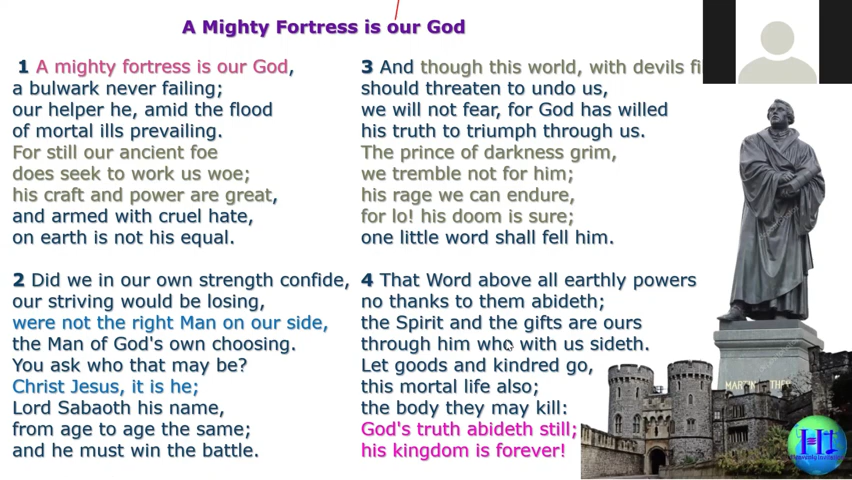 A Mighty Fortress is our God
1 A mighty fortress is our God,
a bulwark never failing;
our helper he, amid the flood
of mortal ills prevailing.
For still our ancient foe
does seek to work us woe;
his craft and power are great,
and armed with cruel hate,
on earth is not his equal.
2 Did we in our own strength confide,
our striving would be losing,
were not the right Man on our side,
the Man of God's own choosing.
You ask who that may be?
Christ Jesus, it is he;
Lord Sabaoth his name,
from age to age the same;
and he must win the battle.
3 And though this world, with devils fi
should threaten to undo us,
we will not fear, for God has willed
his truth to triumph through us.
The prince of darkness grim,
we tremble not for him;
his rage we can endure,
for lo! his doom is sure;
one little word shall fell him.
4 That Word above all earthly powers
no thanks to them abideth;
the Spirit and the gifts are ours
through him who with us sideth.
Let goods and kindred go,
this mortal life also;
the body they may kill:
God's truth abideth still;
his kingdom is forever!
MARTIN